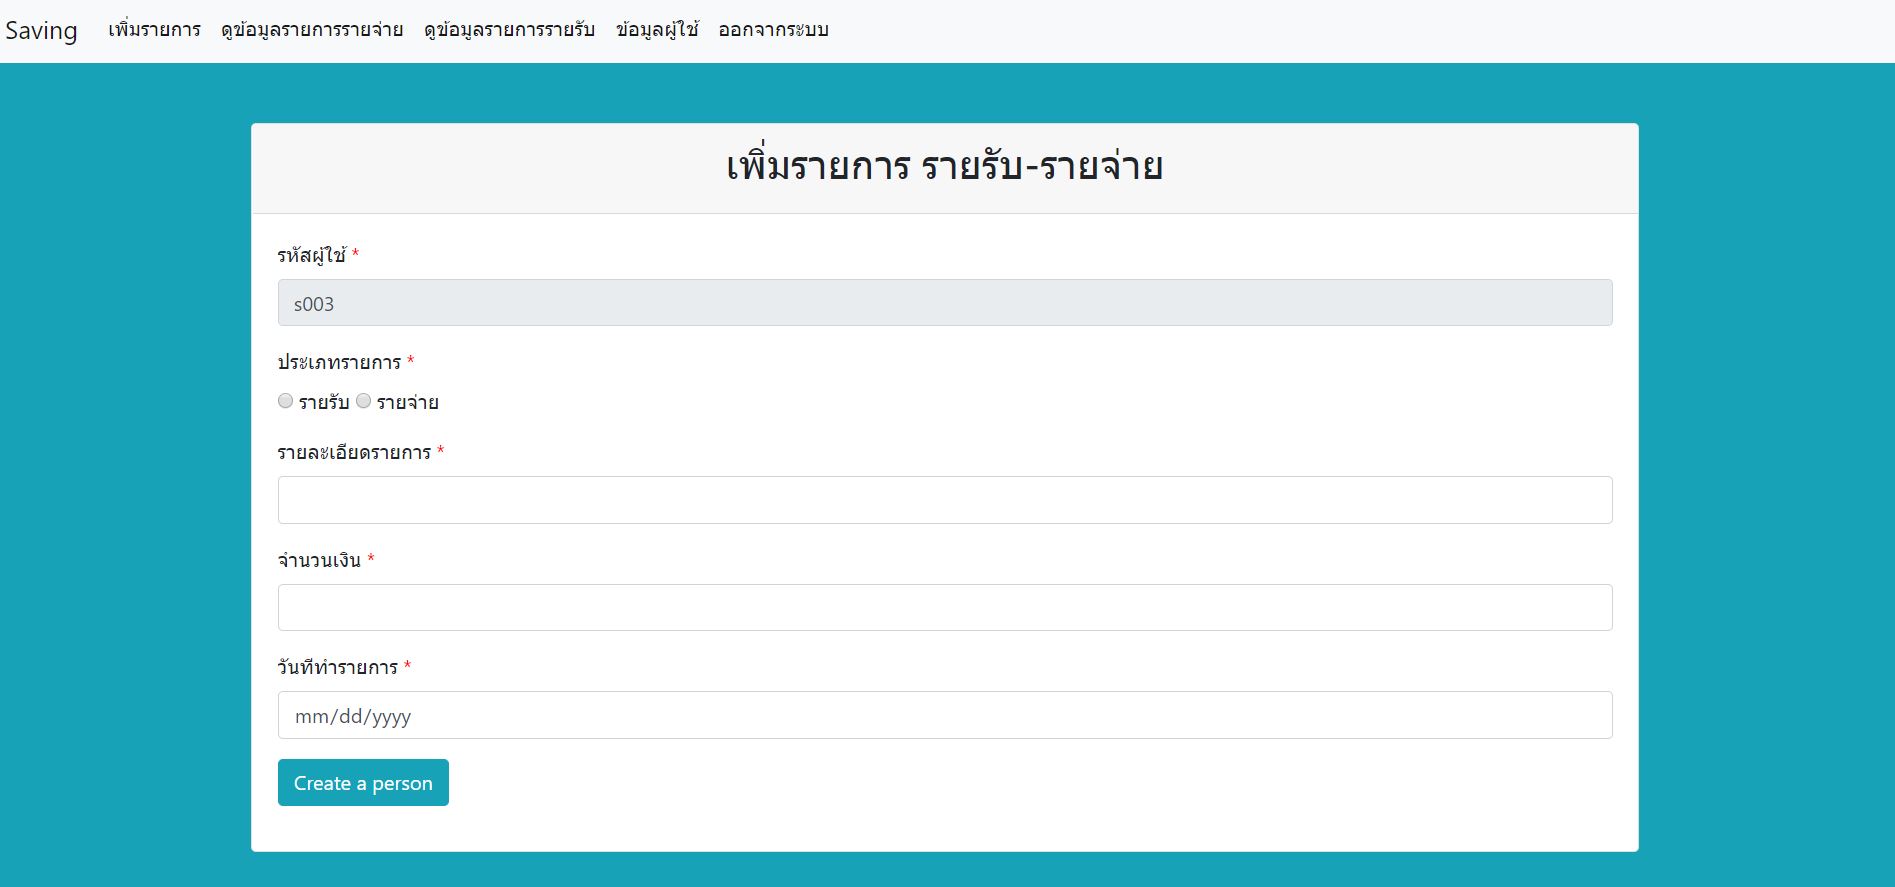 Saving เพิ่มรายการ ดูข้อมูลรายการรายจ่าย ดูข้อมูลรายการรายรับ ข้อมูลผู้ใช้ ออกจากระบบ
เพิ่มรายการ รายรับ-รายจ่าย
รหัสผู้ใช้ *
s003
ประเภทรายการ *
รายรับ รายจ่าย
รายละเอียดรายการ *
จำนวนเงิน *
วันทีทำรายการ *
mm/dd/yyyy
Create a person